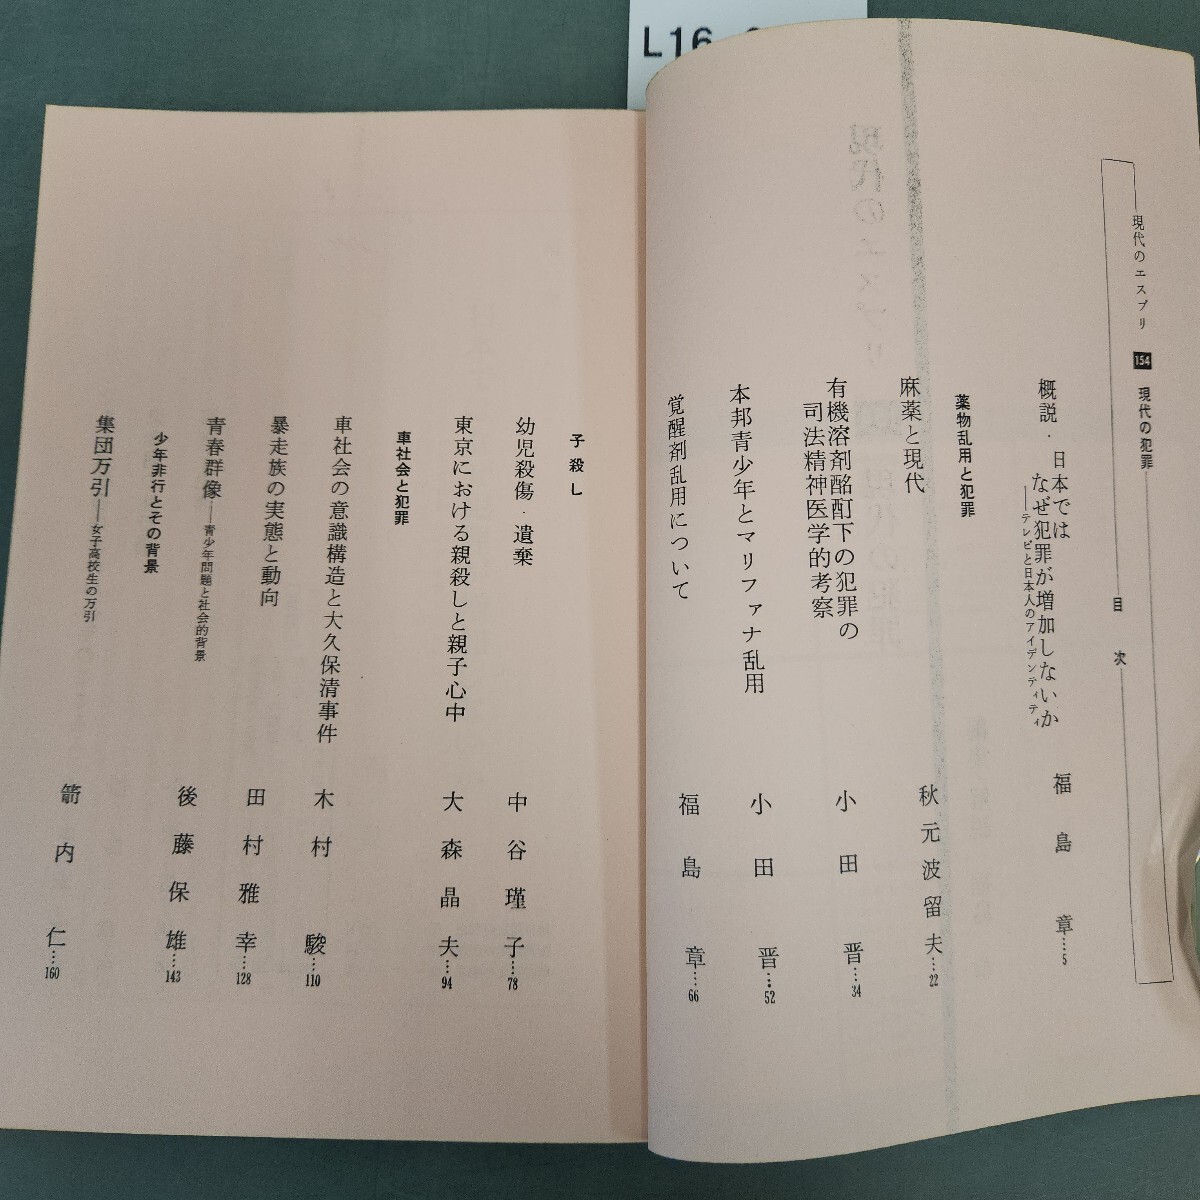 L16
現代のエスプリ 154 現代の犯罪
目次
概説・日本では
なぜ犯罪が増加しないか
――テレビと日本人のアイデンティティ
福島章…5
薬物乱用と犯罪
麻薬と現代
秋元波留夫…22
有機溶剤酩酊下の犯罪の
司法精神医学的考察
小田晋…34
本邦青少年とマリファナ乱用
小田晋…52
覚醒剤乱用について
福島章…66
子殺し
幼児殺傷・遺棄
中谷瑾子…78
東京における親殺しと親子心中
大森晶夫…94
車社会と犯罪
車社会の意識構造と大久保清事件
木村駿…110
暴走族の実態と動向
田村雅幸…128
青春群像――青少年問題と社会的背景
後藤保雄…143
少年非行とその背景
集団万引――女子高校生の万引
箭内仁…160